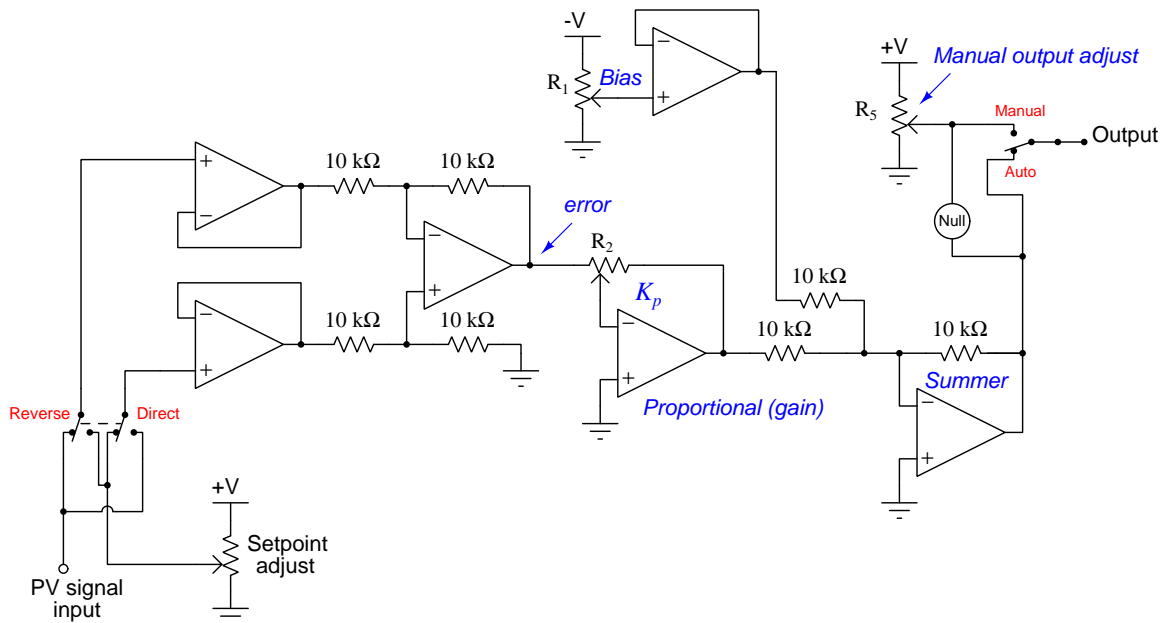 -V
R1
Bias
−
+
+V
Manual output adjust
R5
Manual
Output
Auto
Null
+
−
10 kΩ
10 kΩ
error
−
+
R2
Kp
−
+
10 kΩ
10 kΩ
10 kΩ
−
+
10 kΩ
10 kΩ
Proportional (gain)
Summer
−
+
Reverse
Direct
+V
Setpoint
adjust
PV signal
input